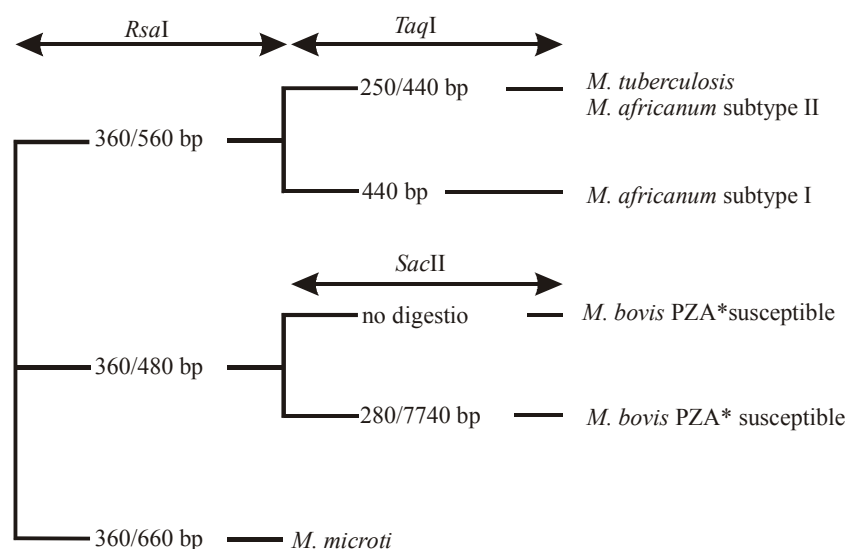 RsaI
TaqI
250/440 bp
M. tuberculosis
M. africanum subtype II
360/560 bp
440 bp
M. africanum subtype I
SacII
no digestio
M. bovis PZA*susceptible
360/480 bp
280/7740 bp
M. bovis PZA* susceptible
360/660 bp
M. microti